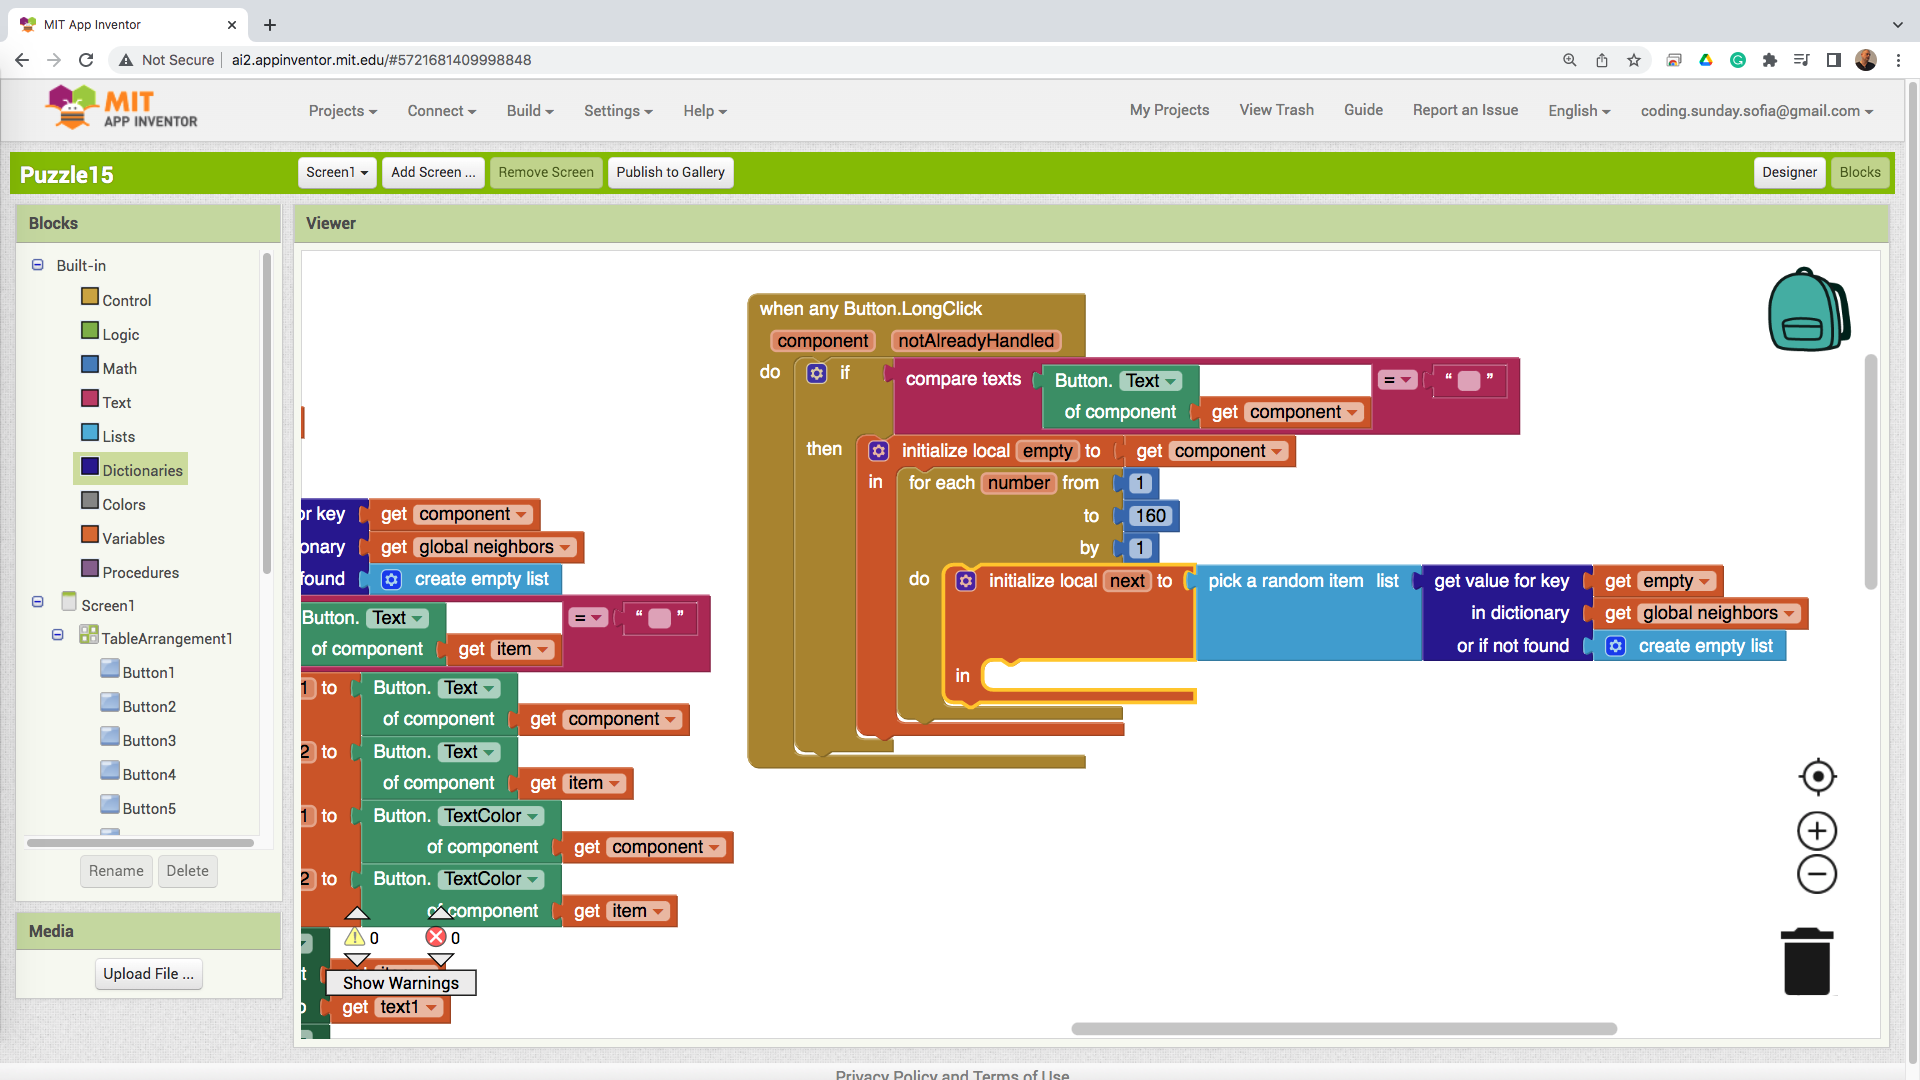 MIT App Inventor
Not Secure ai2.appinventor.mit.edu/#5721681409998848
MIT
APP INVENTOR
Projects Connect Build Settings Help My Projects View Trash Guide Report an Issue English coding.sunday.sofia@gmail.com
Puzzle15 Screen1 Add Screen ... Remove Screen Publish to Gallery Designer Blocks
Blocks
Built-in
Control
Logic
Math
Text
Lists
Dictionaries
Colors
Variables
Procedures
Screen1
TableArrangement1
Button1
Button2
Button3
Button4
Button5
Rename Delete
Media
Upload File ...
Viewer
or key get component
onary get global neighbors
found create empty list
Button. Text = “ ”
of component get item
1 to Button. Text
of component get component
2 to Button. Text
of component get item
1 to Button. TextColor
of component get component
2 to Button. TextColor
of component get item
0 0
Show Warnings
get text1
when any Button.LongClick
component notAlreadyHandled
do if compare texts Button. Text = “ ”
of component get component
then initialize local empty to get component
in for each number from 1
to 160
by 1
do initialize local next to pick a random item list get value for key get empty
in dictionary get global neighbors
or if not found create empty list
in
Privacy Policy and Terms of Use